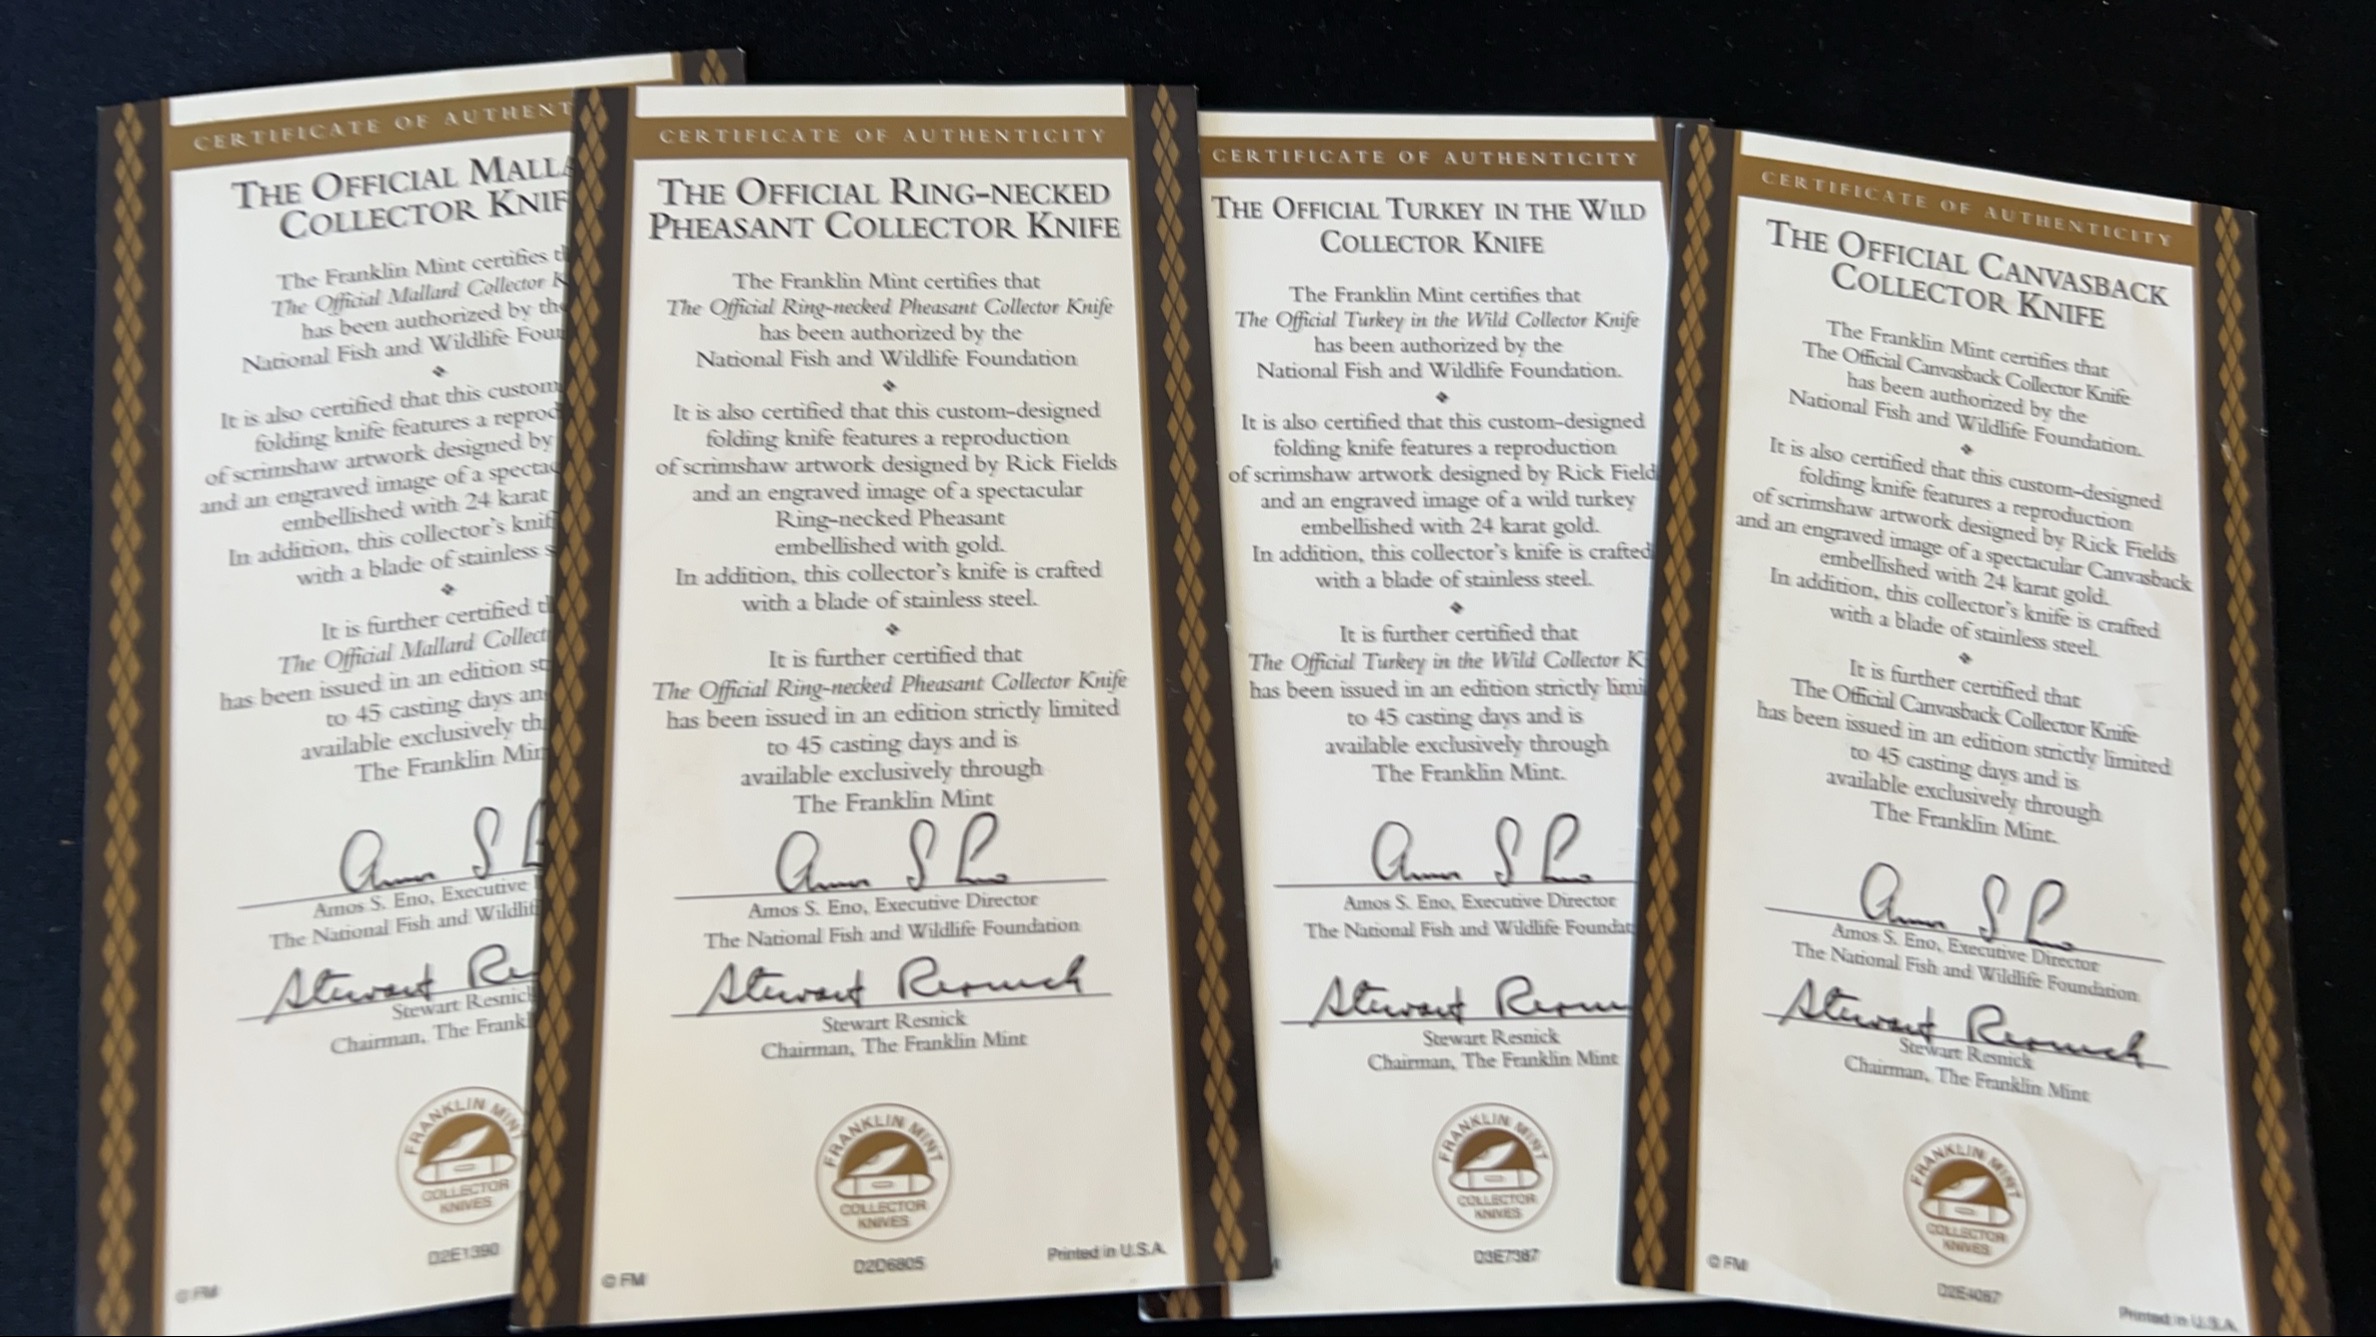 CERTIFICATE OF AUTHENT
THE OFFICIAL MALLA
COLLECTOR KNIF
The Franklin Mint certifies th
The Official Mallard Collector K
has been authorized by the
National Fish and Wildlife Foun
It is also certified that this custom
folding knife features a reprod
of scrimshaw artwork designed by
and an engraved image of a spectac
embellished with 24 karat
In addition, this collector's knif
with a blade of stainless s
It is further certified th
The Official Mallard Collect
has been issued in an edition st
to 45 casting days an
available exclusively th
The Franklin Min
Amos S. Eno, Executive
The National Fish and Wildlif
Stewart Re
Stewart Resnick
Chairman, The Frankl
FRANKLIN MINT
COLLECTOR
KNIVES
D2E1390
© FM
CERTIFICATE OF AUTHENTICITY
THE OFFICIAL RING-NECKED
PHEASANT COLLECTOR KNIFE
The Franklin Mint certifies that
The Official Ring-necked Pheasant Collector Knife
has been authorized by the
National Fish and Wildlife Foundation
It is also certified that this custom-designed
folding knife features a reproduction
of scrimshaw artwork designed by Rick Fields
and an engraved image of a spectacular
Ring-necked Pheasant
embellished with gold.
In addition, this collector's knife is crafted
with a blade of stainless steel.
It is further certified that
The Official Ring-necked Pheasant Collector Knife
has been issued in an edition strictly limited
to 45 casting days and is
available exclusively through
The Franklin Mint
Amos S. Eno, Executive Director
The National Fish and Wildlife Foundation
Stewart Resnick
Stewart Resnick
Chairman, The Franklin Mint
FRANKLIN MINT
COLLECTOR
KNIVES
D2D6805
© FM
Printed in U.S.A.
CERTIFICATE OF AUTHENTICITY
THE OFFICIAL TURKEY IN THE WILD
COLLECTOR KNIFE
The Franklin Mint certifies that
The Official Turkey in the Wild Collector Knife
has been authorized by the
National Fish and Wildlife Foundation.
It is also certified that this custom-designed
folding knife features a reproduction
of scrimshaw artwork designed by Rick Field
and an engraved image of a wild turkey
embellished with 24 karat gold.
In addition, this collector's knife is crafted
with a blade of stainless steel.
It is further certified that
The Official Turkey in the Wild Collector K
has been issued in an edition strictly limi
to 45 casting days and is
available exclusively through
The Franklin Mint.
Amos S. Eno, Executive Director
The National Fish and Wildlife Foundat
Stewart Resn
Stewart Resnick
Chairman, The Franklin Mint
FRANKLIN MINT
COLLECTOR
KNIVES
D3E7387
CERTIFICATE OF AUTHENTICITY
THE OFFICIAL CANVASBACK
COLLECTOR KNIFE
The Franklin Mint certifies that
The Official Canvasback Collector Knife
has been authorized by the
National Fish and Wildlife Foundation.
It is also certified that this custom-designed
folding knife features a reproduction
of scrimshaw artwork designed by Rick Fields
and an engraved image of a spectacular Canvasback
embellished with 24 karat gold.
In addition, this collector's knife is crafted
with a blade of stainless steel.
It is further certified that
The Official Canvasback Collector Knife
has been issued in an edition strictly limited
to 45 casting days and is
available exclusively through
The Franklin Mint.
Amos S. Eno, Executive Director
The National Fish and Wildlife Foundation
Stewart Resnick
Stewart Resnick
Chairman, The Franklin Mint
FRANKLIN MINT
COLLECTOR
KNIVES
© FM
Printed in U.S.A.